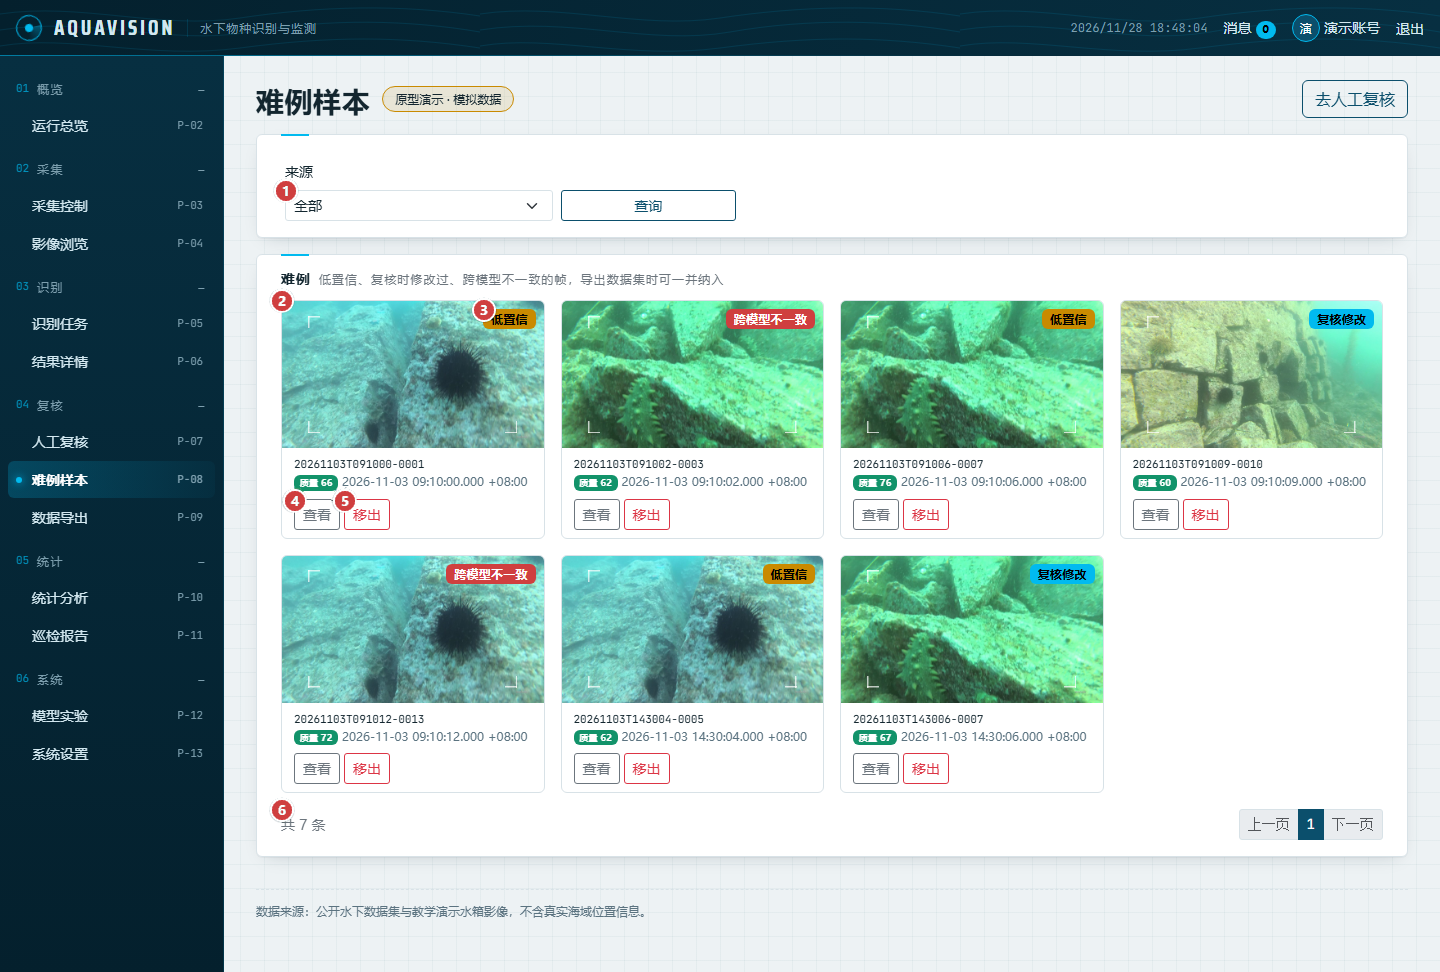 AQUAVISION
水下物种识别与监测
2026/11/28 18:48:04
消息 0
演 演示账号
退出
01 概览 –
运行总览 P-02
02 采集 –
采集控制 P-03
影像浏览 P-04
03 识别 –
识别任务 P-05
结果详情 P-06
04 复核 –
人工复核 P-07
难例样本 P-08
数据导出 P-09
05 统计 –
统计分析 P-10
巡检报告 P-11
06 系统 –
模型实验 P-12
系统设置 P-13
难例样本
原型演示 · 模拟数据
去人工复核
来源
1
全部
查询
难例 低置信、复核时修改过、跨模型不一致的帧，导出数据集时可一并纳入
2
3
低置信
20261103T091000-0001
质量 66 2026-11-03 09:10:00.000 +08:00
4
查看
5
移出
跨模型不一致
20261103T091002-0003
质量 62 2026-11-03 09:10:02.000 +08:00
查看 移出
低置信
20261103T091006-0007
质量 76 2026-11-03 09:10:06.000 +08:00
查看 移出
复核修改
20261103T091009-0010
质量 60 2026-11-03 09:10:09.000 +08:00
查看 移出
跨模型不一致
20261103T091012-0013
质量 72 2026-11-03 09:10:12.000 +08:00
查看 移出
低置信
20261103T143004-0005
质量 62 2026-11-03 14:30:04.000 +08:00
查看 移出
复核修改
20261103T143006-0007
质量 67 2026-11-03 14:30:06.000 +08:00
查看 移出
6
共 7 条
上一页 1 下一页
数据来源：公开水下数据集与教学演示水箱影像，不含真实海域位置信息。